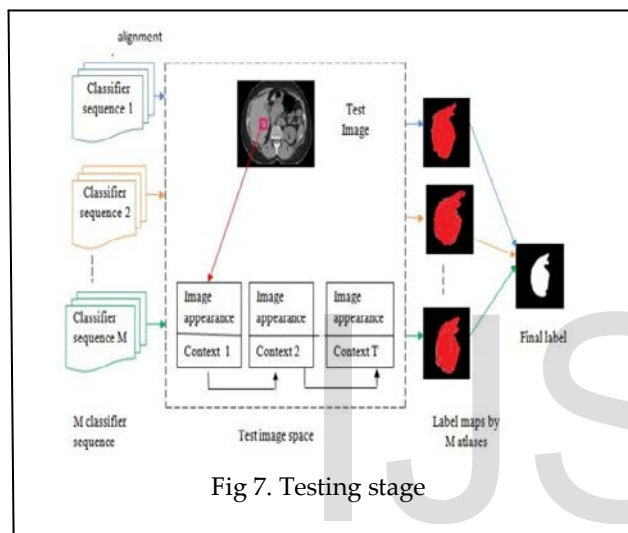 alignment
Classifier
sequence 1
Classifier
sequence 2
Classifier
sequence M
M classifier
sequence
Test
Image
Image
appearance
Context 1
Image
appearance
Context 2
Image
appearance
Context T
Test image space
Label maps by
M atlases
Final label
Fig 7. Testing stage
IJS